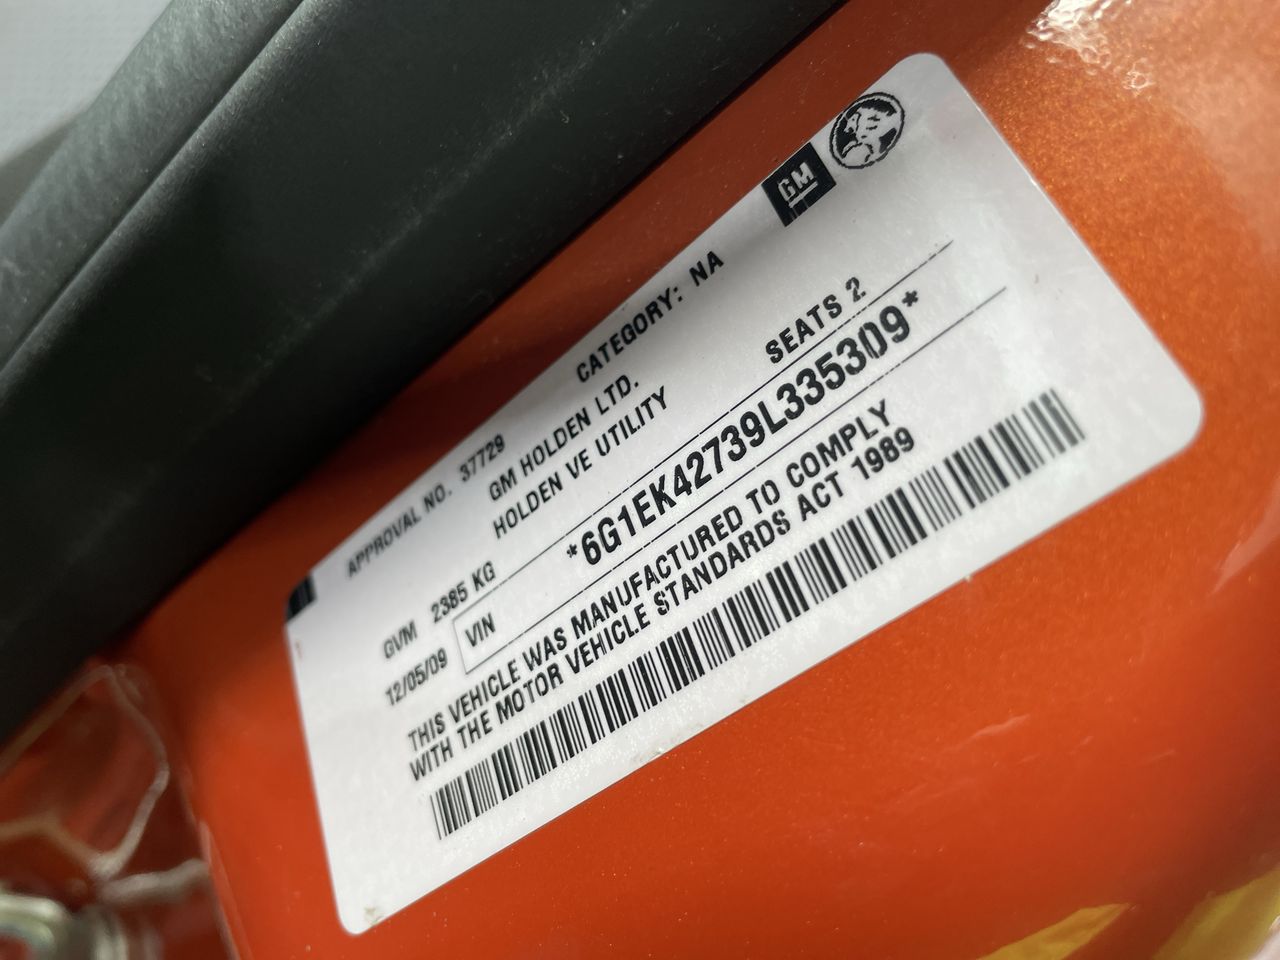 GM
APPROVAL NO. 37729 CATEGORY: NA
GM HOLDEN LTD.
HOLDEN VE UTILITY
GVM 2385 KG SEATS 2
12/05/09 VIN *6G1EK42739L335309*
THIS VEHICLE WAS MANUFACTURED TO COMPLY
WITH THE MOTOR VEHICLE STANDARDS ACT 1989